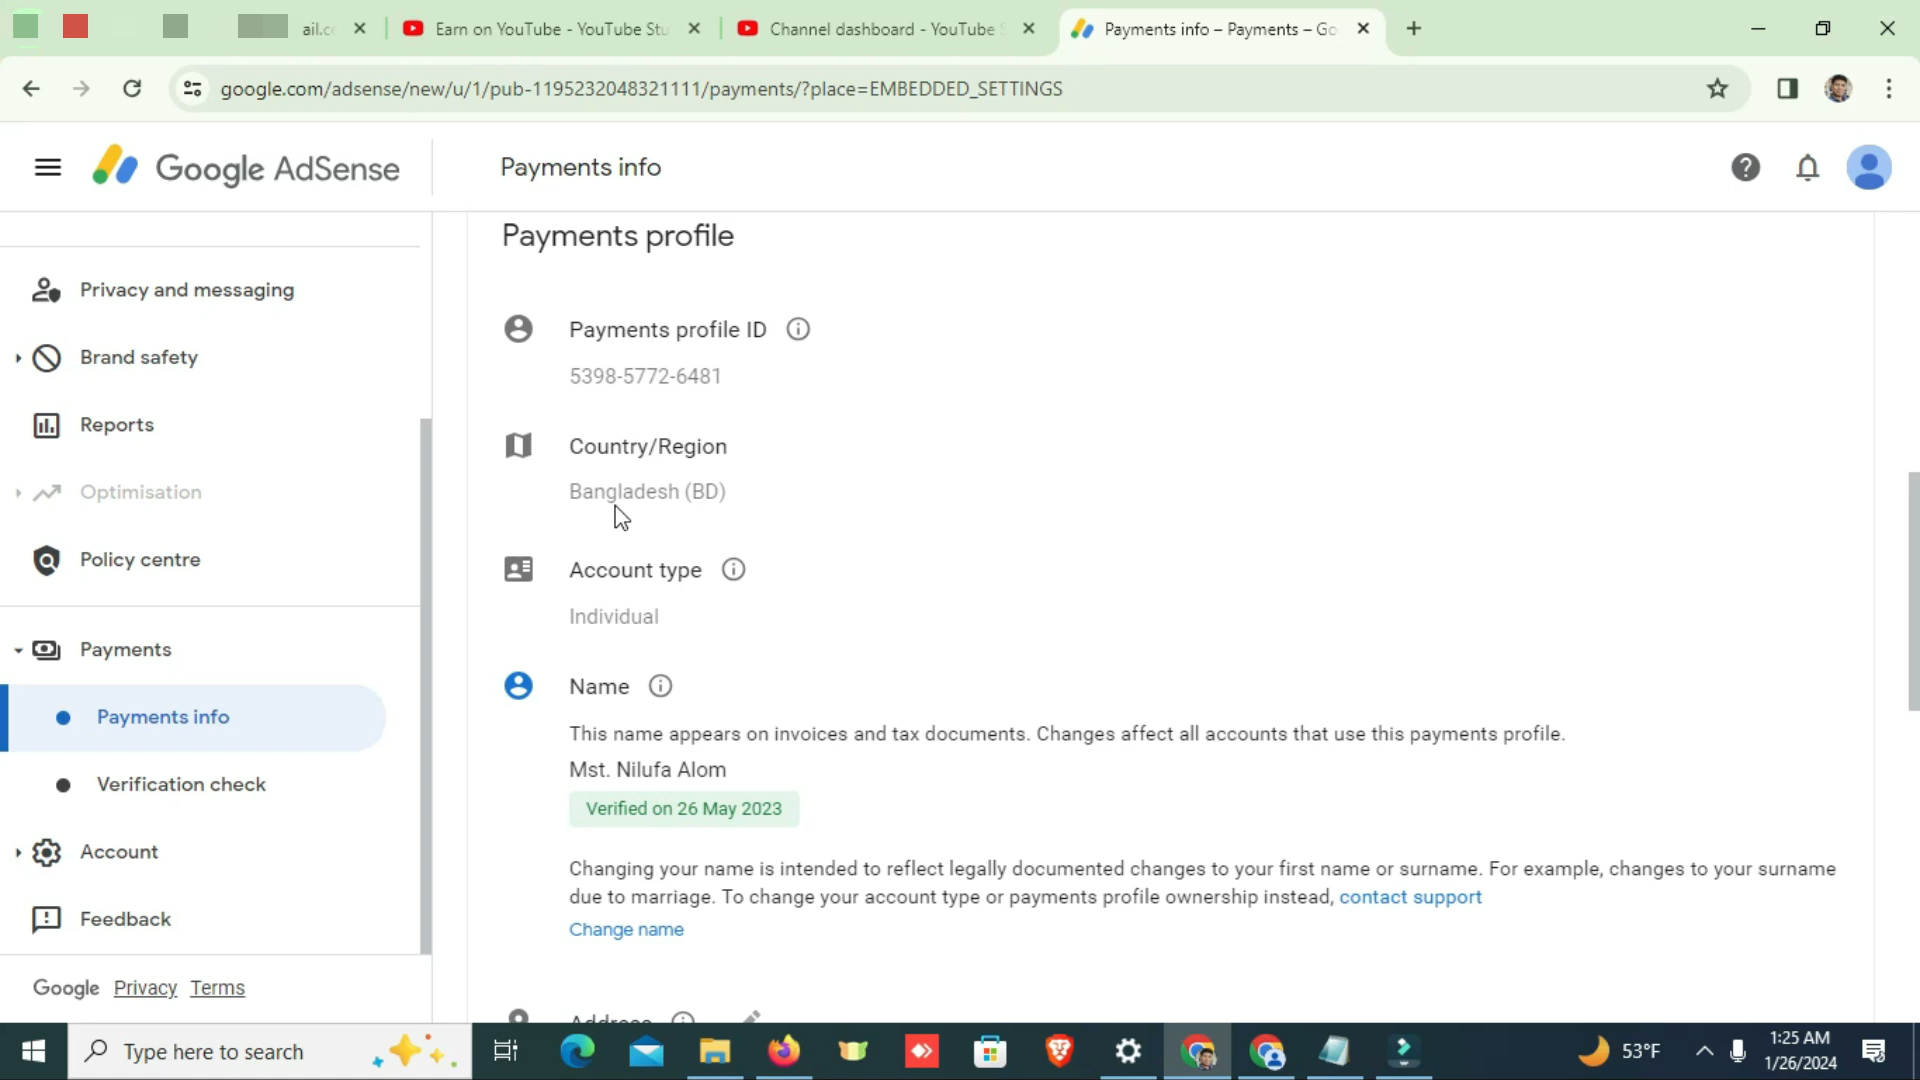 ail.c
Earn on YouTube - YouTube Stu
Channel dashboard - YouTube S
Payments info – Payments – Go
google.com/adsense/new/u/1/pub-1195232048321111/payments/?place=EMBEDDED_SETTINGS
Google AdSense
Payments info
Payments profile
Privacy and messaging
Payments profile ID
Brand safety
5398-5772-6481
Reports
Country/Region
Optimisation
Bangladesh (BD)
Policy centre
Account type
Individual
Payments
Name
Payments info
This name appears on invoices and tax documents. Changes affect all accounts that use this payments profile.
Mst. Nilufa Alom
Verification check
Verified on 26 May 2023
Account
Changing your name is intended to reflect legally documented changes to your first name or surname. For example, changes to your surname
due to marriage. To change your account type or payments profile ownership instead, contact support
Feedback
Change name
Google Privacy Terms
Address
Type here to search
53°F
1:25 AM
1/26/2024